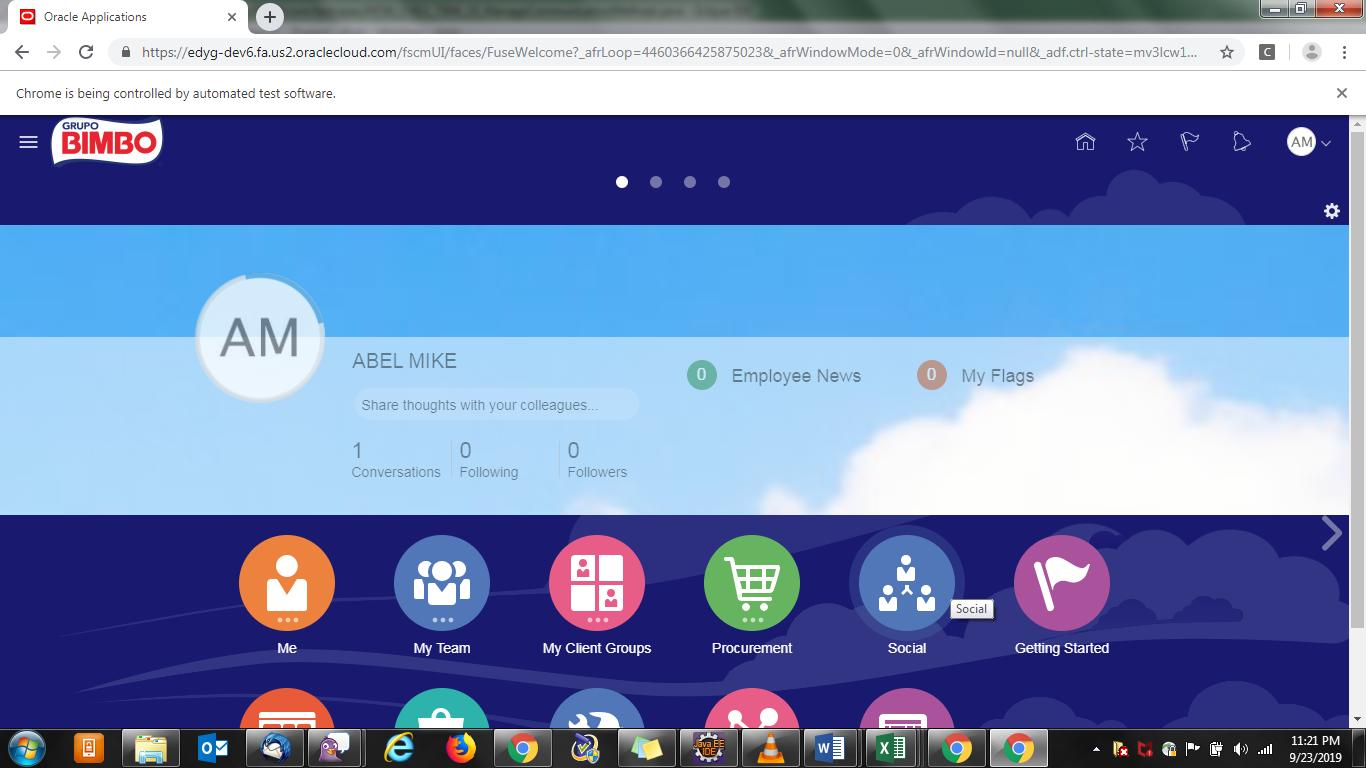 Oracle Applications
https://edyg-dev6.fa.us2.oraclecloud.com/fscmUI/faces/FuseWelcome?_afrLoop=4460366425875023&_afrWindowMode=0&_afrWindowId=null&_adf.ctrl-state=mv3lcw1...
C
Chrome is being controlled by automated test software.
GRUPO
BIMBO
AM
AM
ABEL MIKE
0 Employee News
0 My Flags
Share thoughts with your colleagues...
1 0 0
Conversations Following Followers
Social
Me My Team My Client Groups Procurement Social Getting Started
Java EE
IDE
11:21 PM
9/23/2019